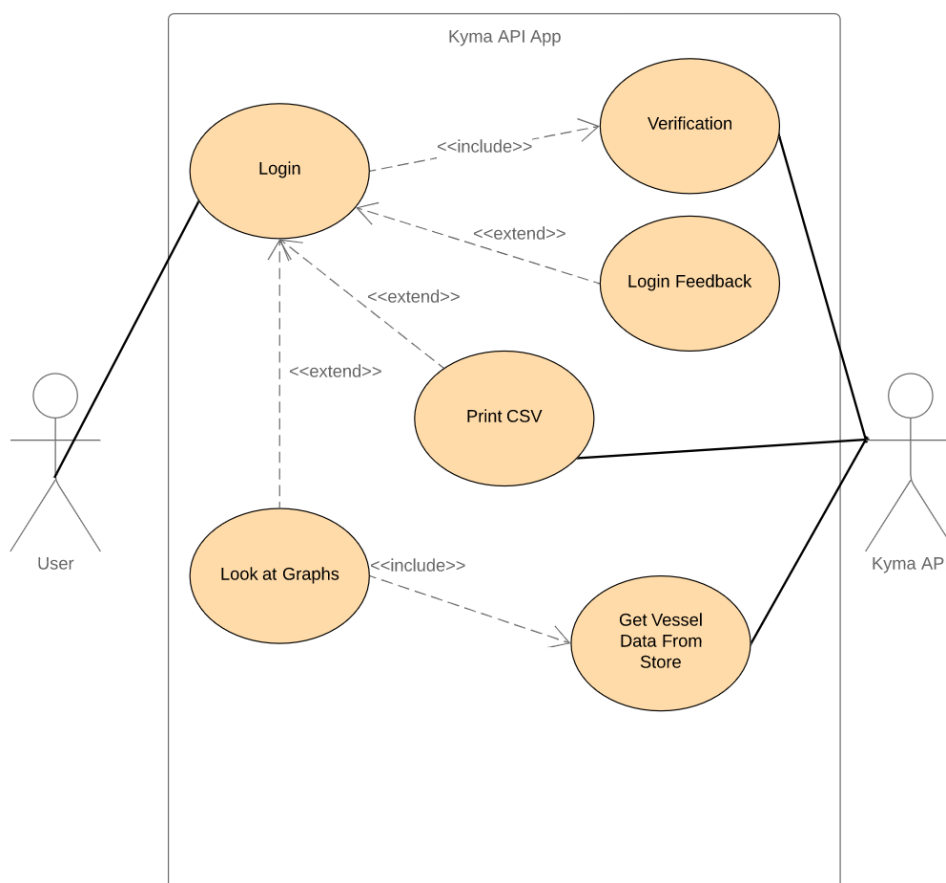 Kyma API App
Verification
<<include>>
Login
<<extend>>
Login Feedback
<<extend>>
<<extend>>
Print CSV
User
Kyma API
<<include>>
Look at Graphs
Get Vessel
Data From
Store